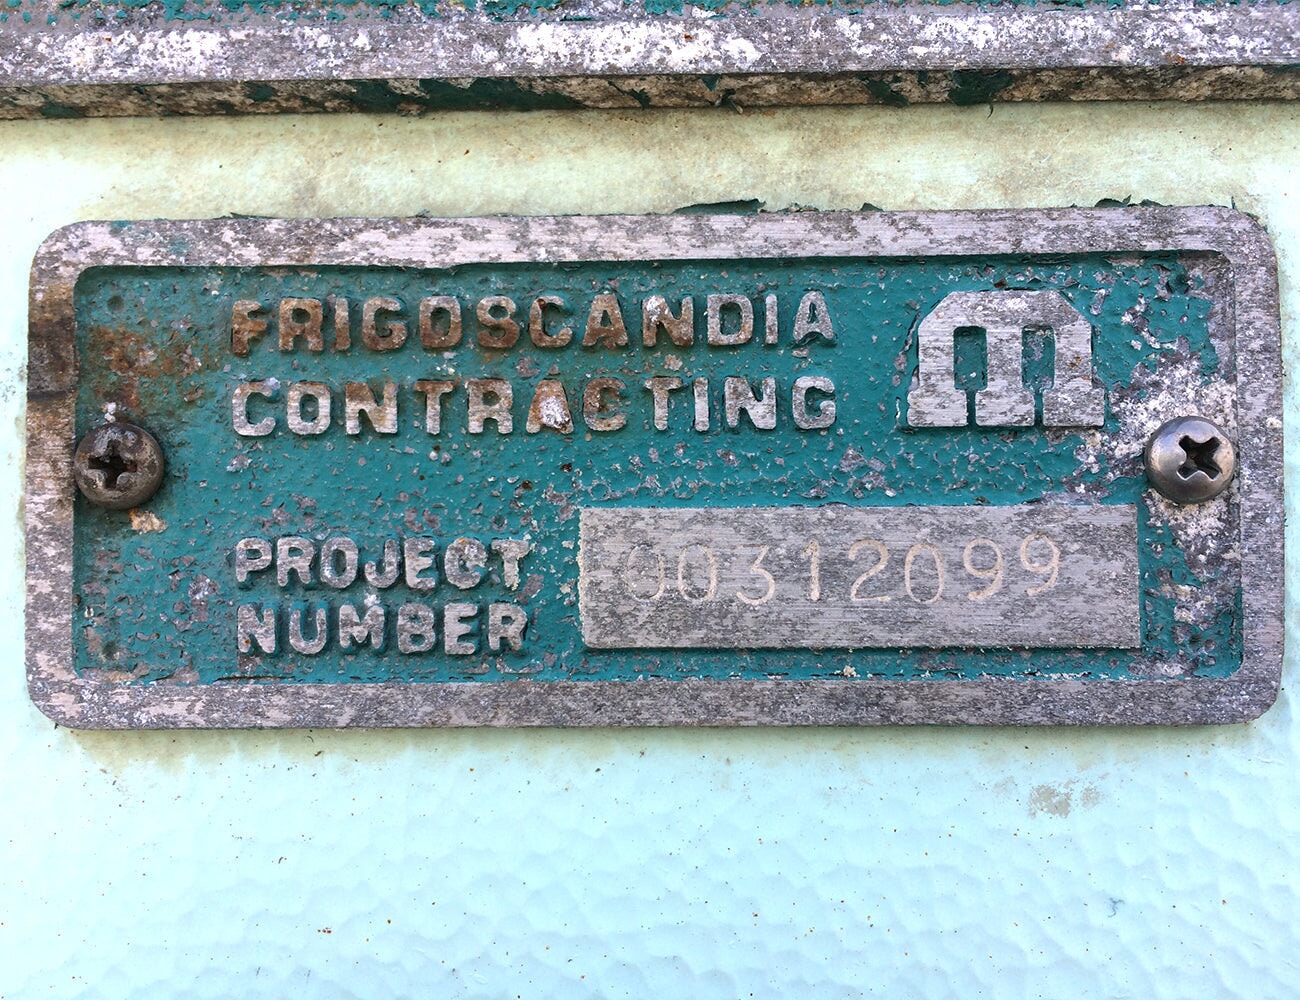 FRIGOSCANDIA
CONTRACTING
PROJECT
NUMBER
00312099